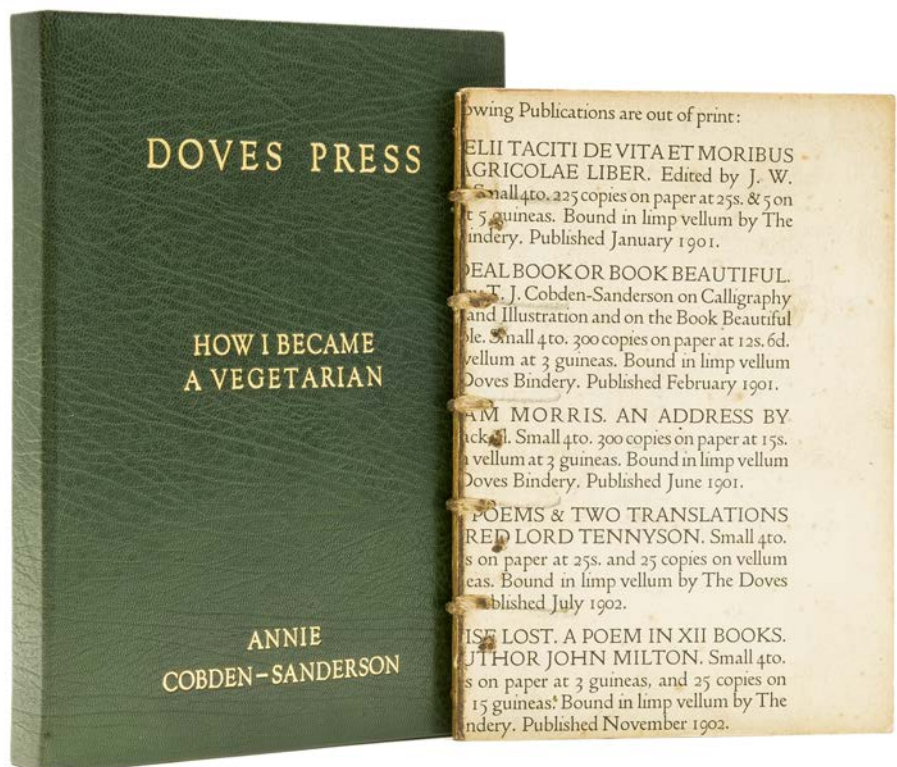 DOVES PRESS
HOW I BECAME
A VEGETARIAN
ANNIE
COBDEN-SANDERSON
owing Publications are out of print:
ELII TACITI DE VITA ET MORIBUS
AGRICOLAE LIBER. Edited by J. W.
Small 4to. 225 copies on paper at 25s. & 5 on
t 5 guineas. Bound in limp vellum by The
indery. Published January 1901.
DEAL BOOK OR BOOK BEAUTIFUL.
T. J. Cobden-Sanderson on Calligraphy
and Illustration and on the Book Beautiful
ole. Small 4to. 300 copies on paper at 12s. 6d.
vellum at 3 guineas. Bound in limp vellum
Doves Bindery. Published February 1901.
AM MORRIS. AN ADDRESS BY
Small 4to. 300 copies on paper at 15s.
vellum at 3 guineas. Bound in limp vellum
Doves Bindery. Published June 1901.
POEMS & TWO TRANSLATIONS
RED LORD TENNYSON. Small 4to.
s on paper at 25s. and 25 copies on vellum
eas. Bound in limp vellum by The Doves
blished July 1902.
ISE LOST. A POEM IN XII BOOKS.
UTHOR JOHN MILTON. Small 4to.
s on paper at 3 guineas, and 25 copies on
15 guineas. Bound in limp vellum by The
ndery. Published November 1902.